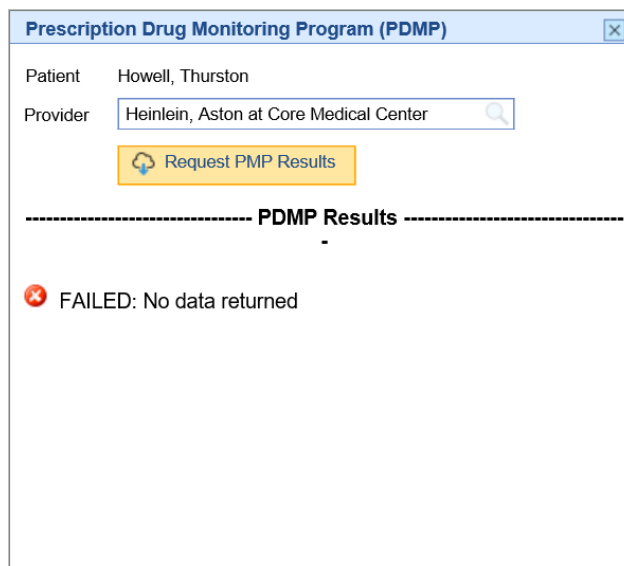 Prescription Drug Monitoring Program (PDMP)
Patient Howell, Thurston
Provider Heinlein, Aston at Core Medical Center
Request PMP Results
--------------------------------- PDMP Results ---------------------------------
-
FAILED: No data returned